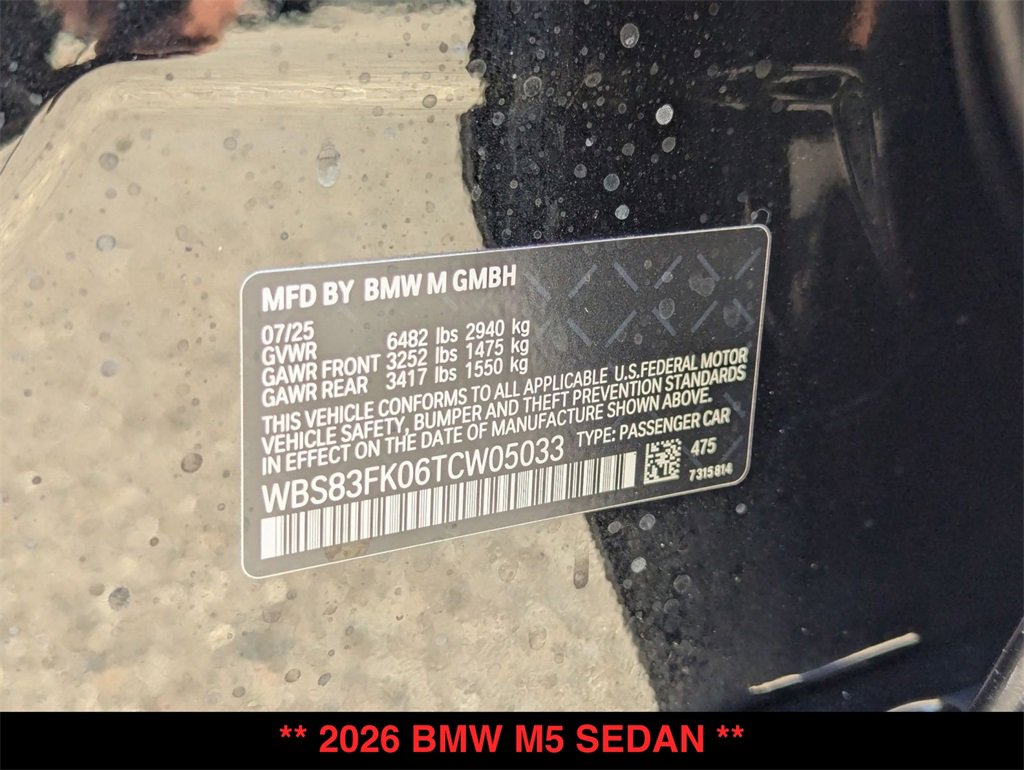 MFD BY BMW M GMBH
07/25
GVWR 6482 lbs 2940 kg
GAWR FRONT 3252 lbs 1475 kg
GAWR REAR 3417 lbs 1550 kg
THIS VEHICLE CONFORMS TO ALL APPLICABLE U.S.FEDERAL MOTOR
VEHICLE SAFETY, BUMPER AND THEFT PREVENTION STANDARDS
IN EFFECT ON THE DATE OF MANUFACTURE SHOWN ABOVE.
WBS83FK06TCW05033 TYPE: PASSENGER CAR
475
7315814
** 2026 BMW M5 SEDAN **